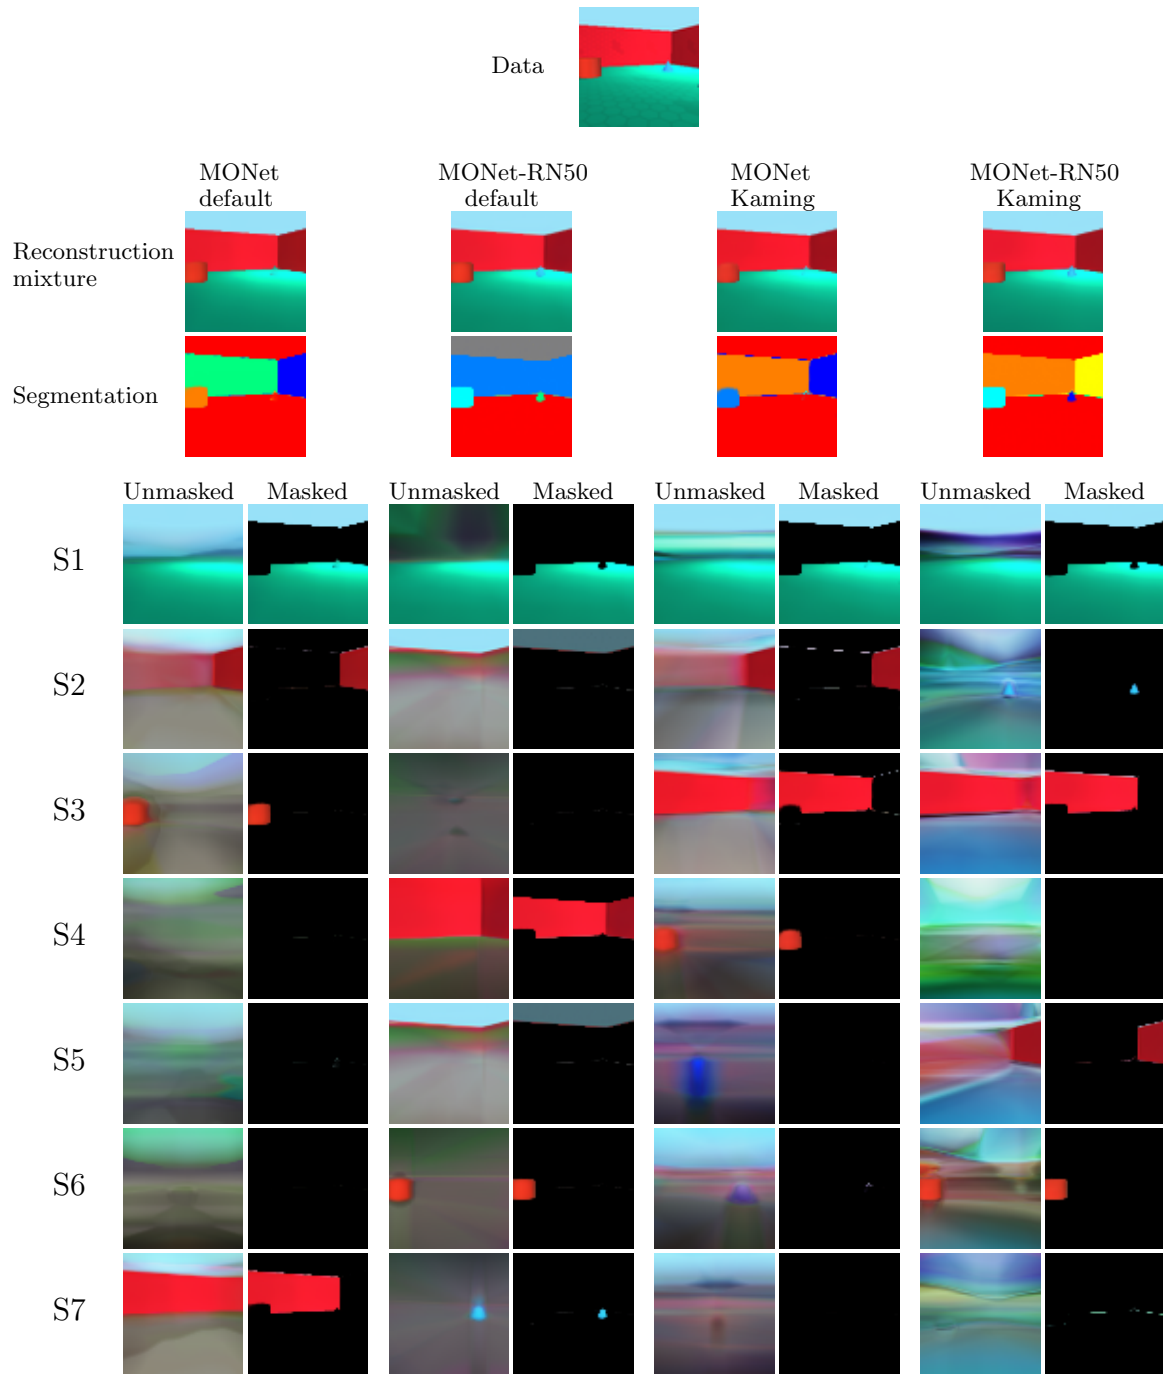 Data
MONet
default
MONet-RN50
default
MONet
Kaming
MONet-RN50
Kaming
Reconstruction
mixture
Segmentation
Unmasked Masked Unmasked Masked Unmasked Masked Unmasked Masked
S1
S2
S3
S4
S5
S6
S7